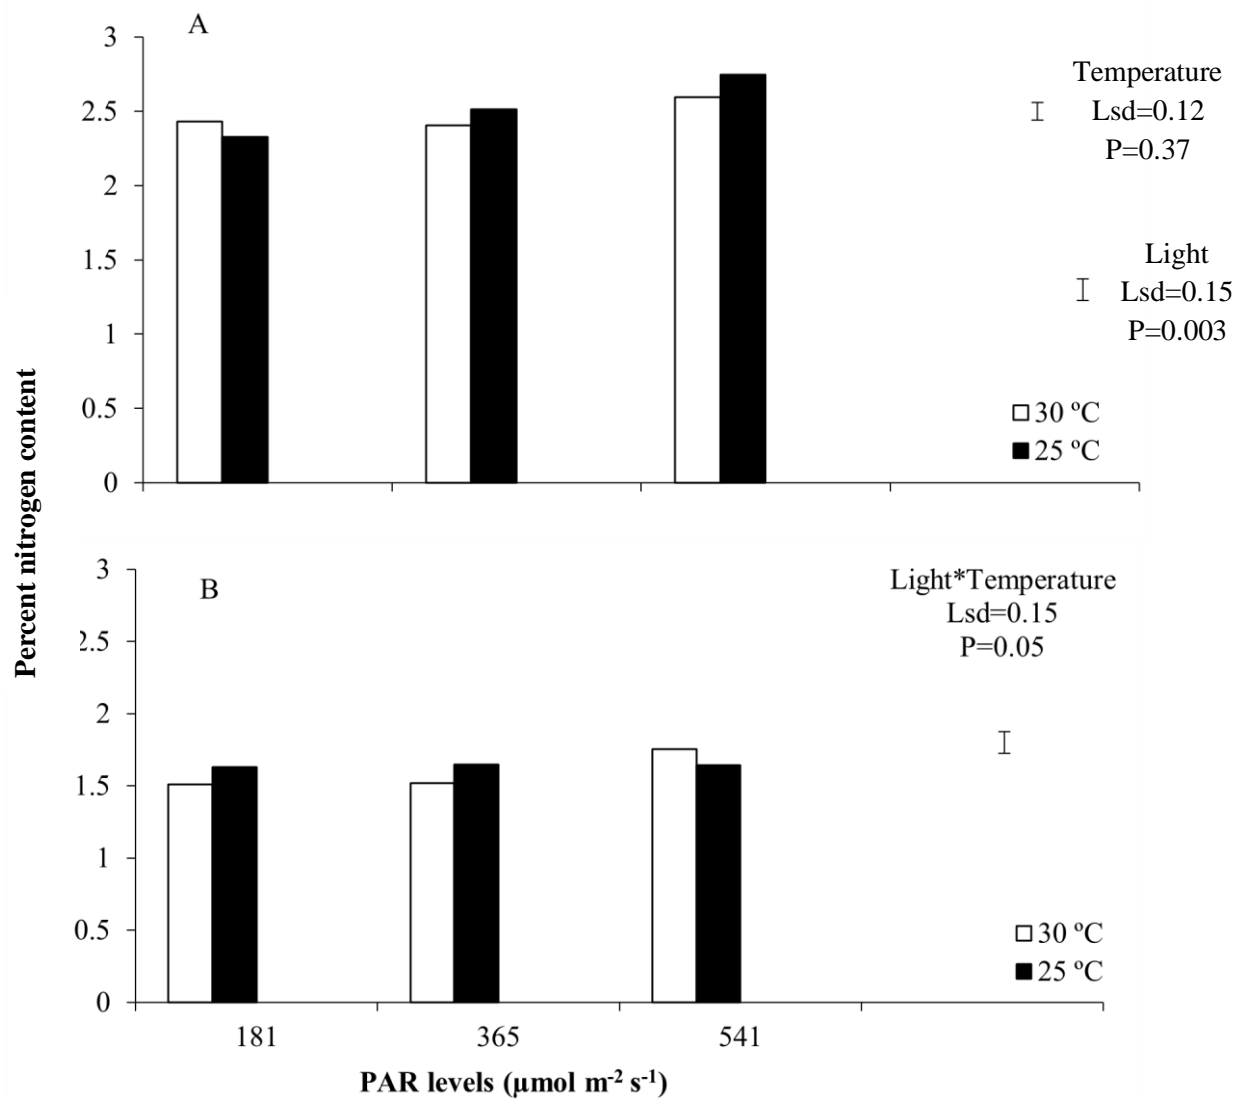 A
3
2.5
2
1.5
1
0.5
0
Temperature
Lsd=0.12
P=0.37
Light
Lsd=0.15
P=0.003
30 ºC
25 ºC
Percent nitrogen content
B
3
2.5
2
1.5
1
0.5
0
Light*Temperature
Lsd=0.15
P=0.05
30 ºC
25 ºC
181 365 541
PAR levels (µmol m-2 s-1)